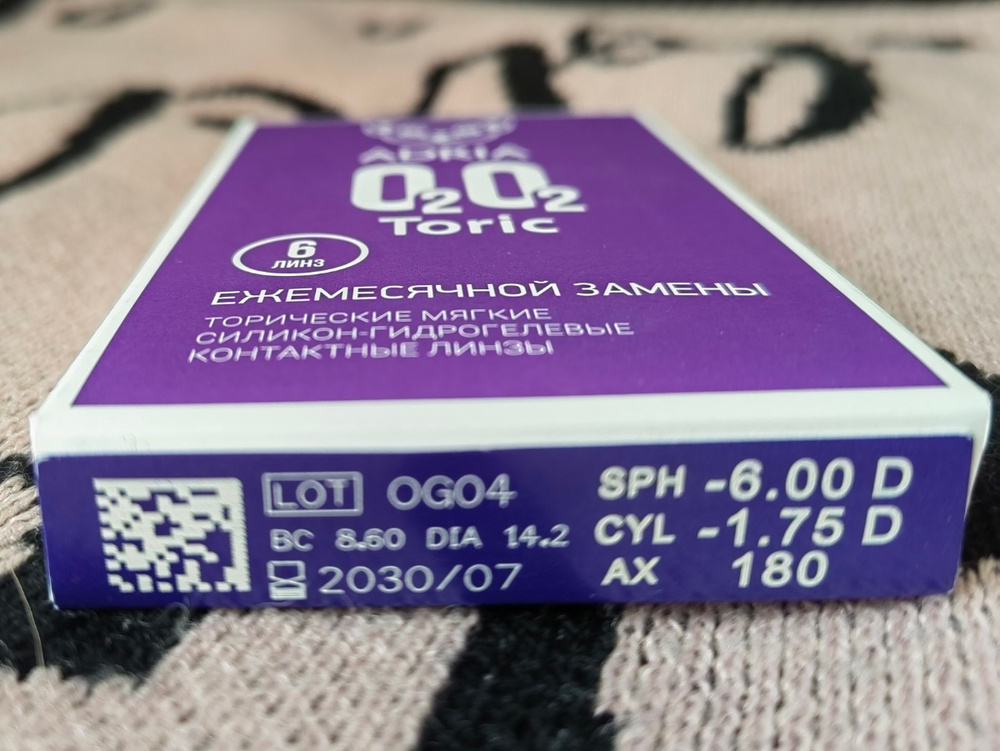 ADRIA
O₂O₂
Toric
6
ЛИНЗ
ЕЖЕМЕСЯЧНОЙ ЗАМЕНЫ
ТОРИЧЕСКИЕ МЯГКИЕ
СИЛИКОН-ГИДРОГЕЛЕВЫЕ
КОНТАКТНЫЕ ЛИНЗЫ
LOT OG04
BC 8.60 DIA 14.2
2030/07
SPH -6.00 D
CYL -1.75 D
AX 180